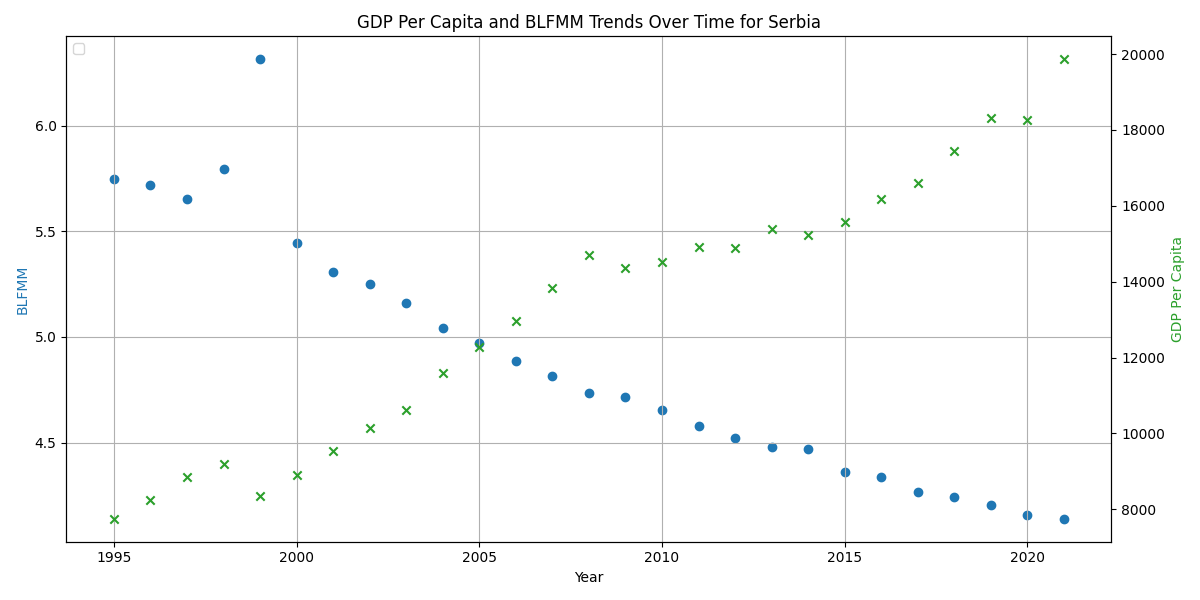 GDP Per Capita and BLFMM Trends Over Time for Serbia
6.0
5.5
5.0
4.5
BLFMM
20000
18000
16000
14000
12000
10000
8000
GDP Per Capita
1995 2000 2005 2010 2015 2020
Year